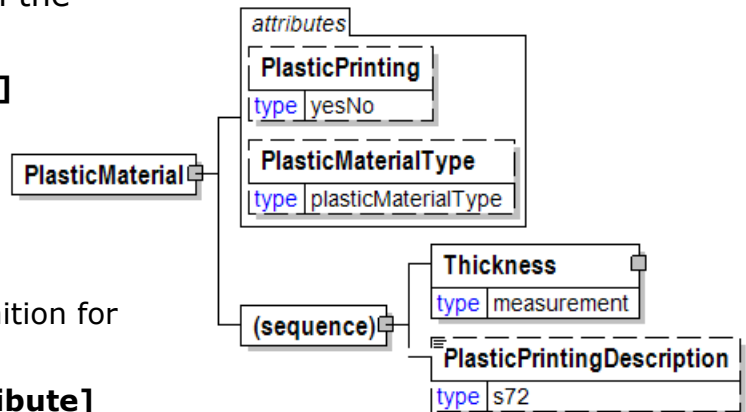 the
]
ition for
ibute]
PlasticMaterial
attributes
PlasticPrinting
type yesNo
PlasticMaterialType
type plasticMaterialType
(sequence)
Thickness
type measurement
PlasticPrintingDescription
type s72